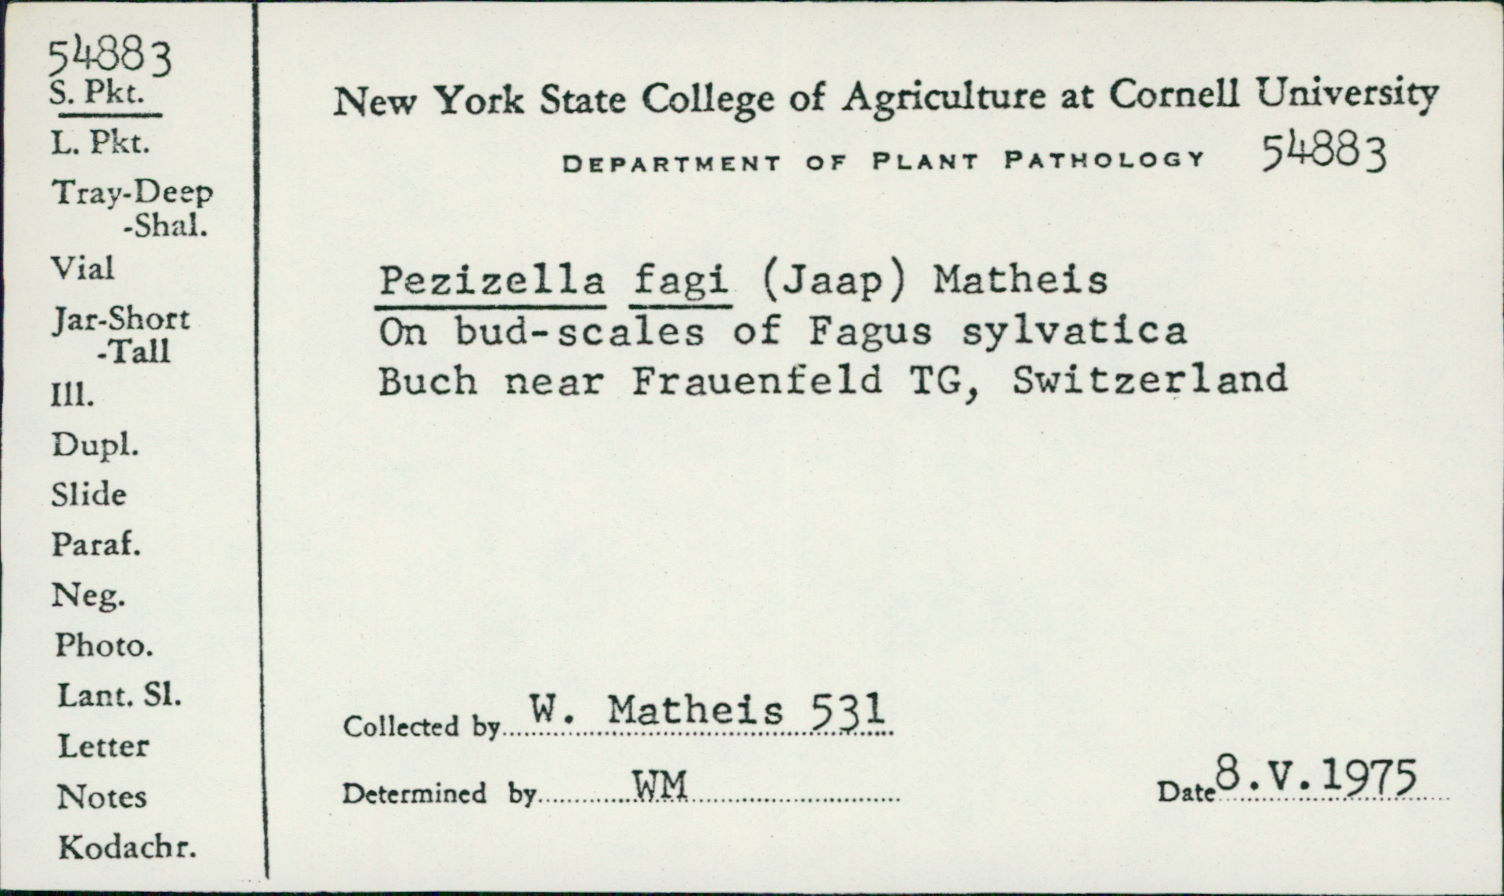 54883
S. Pkt.
L. Pkt.
Tray-Deep
-Shal.
Vial
Jar-Short
-Tall
Ill.
Dupl.
Slide
Paraf.
Neg.
Photo.
Lant. Sl.
Letter
Notes
Kodachr.
New York State College of Agriculture at Cornell University
DEPARTMENT OF PLANT PATHOLOGY 54883
Pezizella fagi (Jaap) Matheis
On bud-scales of Fagus sylvatica
Buch near Frauenfeld TG, Switzerland
Collected by W. Matheis 531
Determined by WM
Date 8.V.1975